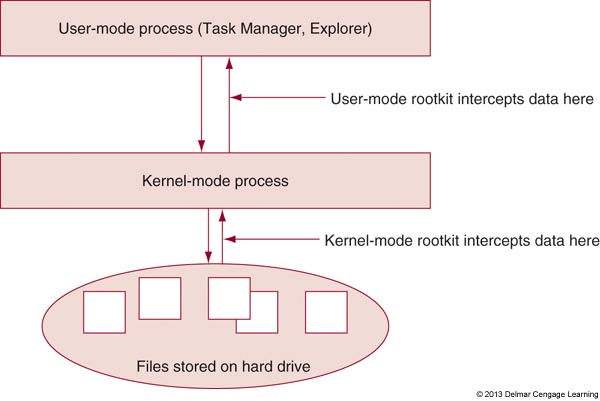 User-mode process (Task Manager, Explorer)
User-mode rootkit intercepts data here
Kernel-mode process
Kernel-mode rootkit intercepts data here
Files stored on hard drive
© 2013 Delmar Cengage Learning